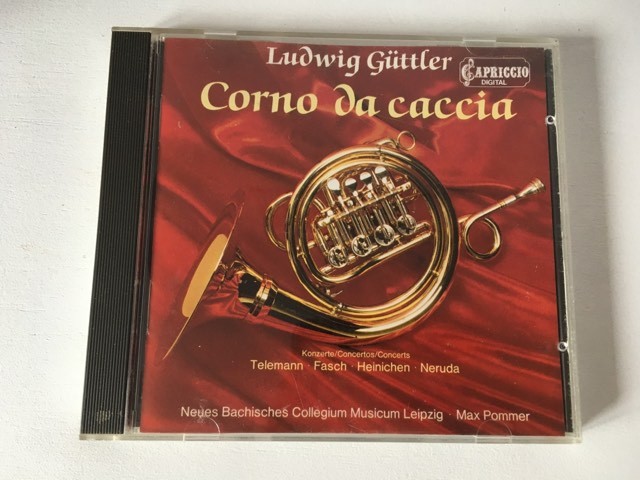 Ludwig Güttler
CAPRICCIO
DIGITAL
Corno da caccia
Konzerte/Concertos/Concerts
Telemann · Fasch · Heinichen · Neruda
Neues Bachisches Collegium Musicum Leipzig · Max Pommer